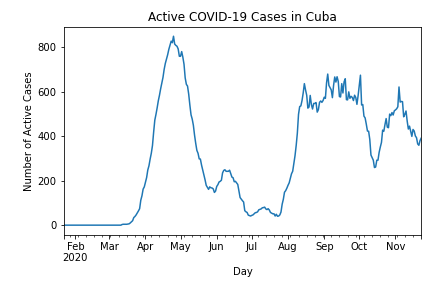 Active COVID-19 Cases in Cuba
Number of Active Cases
800
600
400
200
0
Feb Mar Apr May Jun Jul Aug Sep Oct Nov
2020
Day